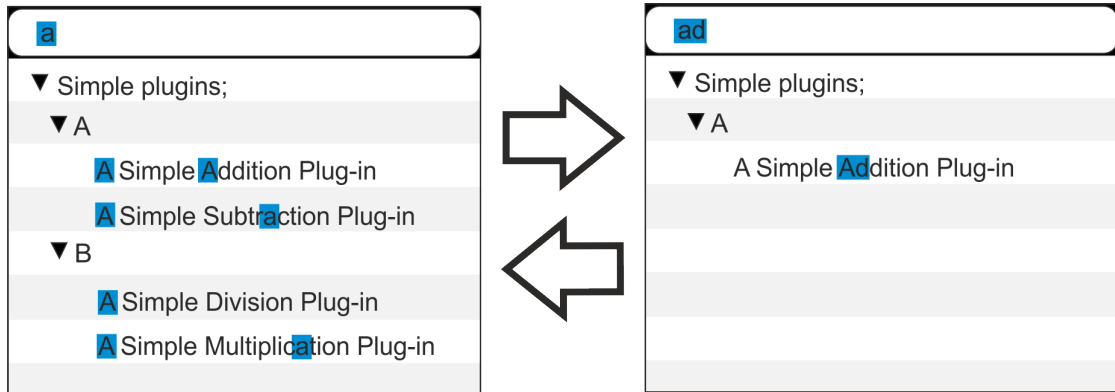 a
Simple plugins;
A
A Simple Addition Plug-in
A Simple Subtraction Plug-in
B
A Simple Division Plug-in
A Simple Multiplication Plug-in
ad
Simple plugins;
A
A Simple Addition Plug-in